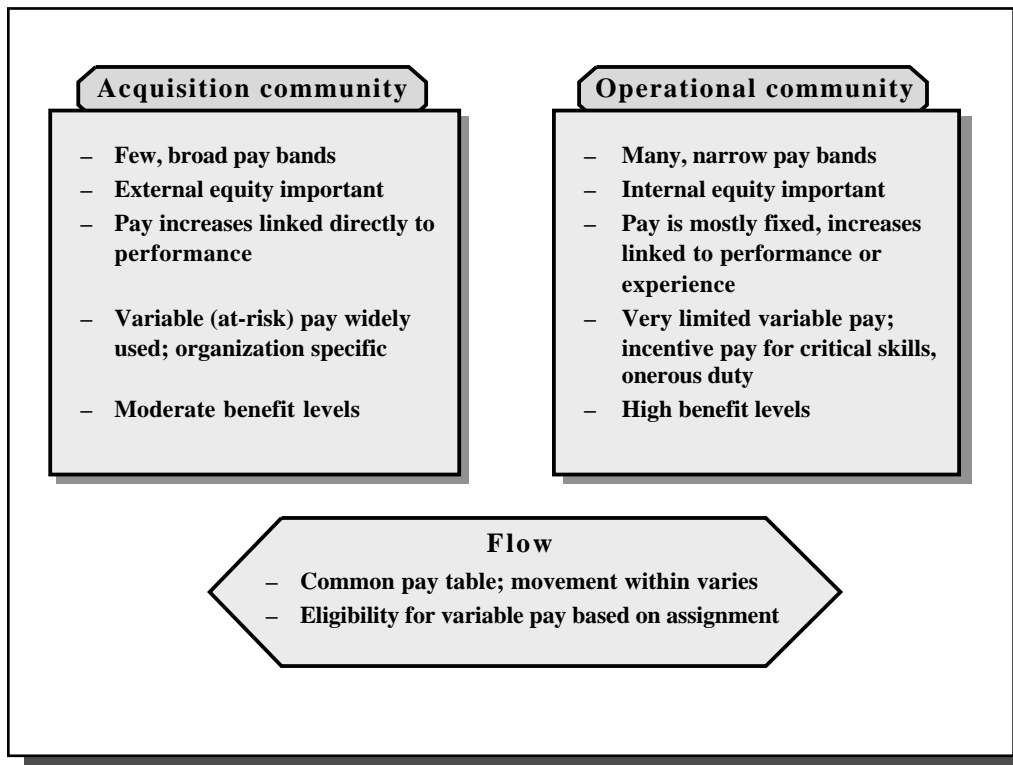 Acquisition community
– Few, broad pay bands
– External equity important
– Pay increases linked directly to
performance
– Variable (at-risk) pay widely
used; organization specific
– Moderate benefit levels
Operational community
– Many, narrow pay bands
– Internal equity important
– Pay is mostly fixed, increases
linked to performance or
experience
– Very limited variable pay;
incentive pay for critical skills,
onerous duty
– High benefit levels
Flow
– Common pay table; movement within varies
– Eligibility for variable pay based on assignment